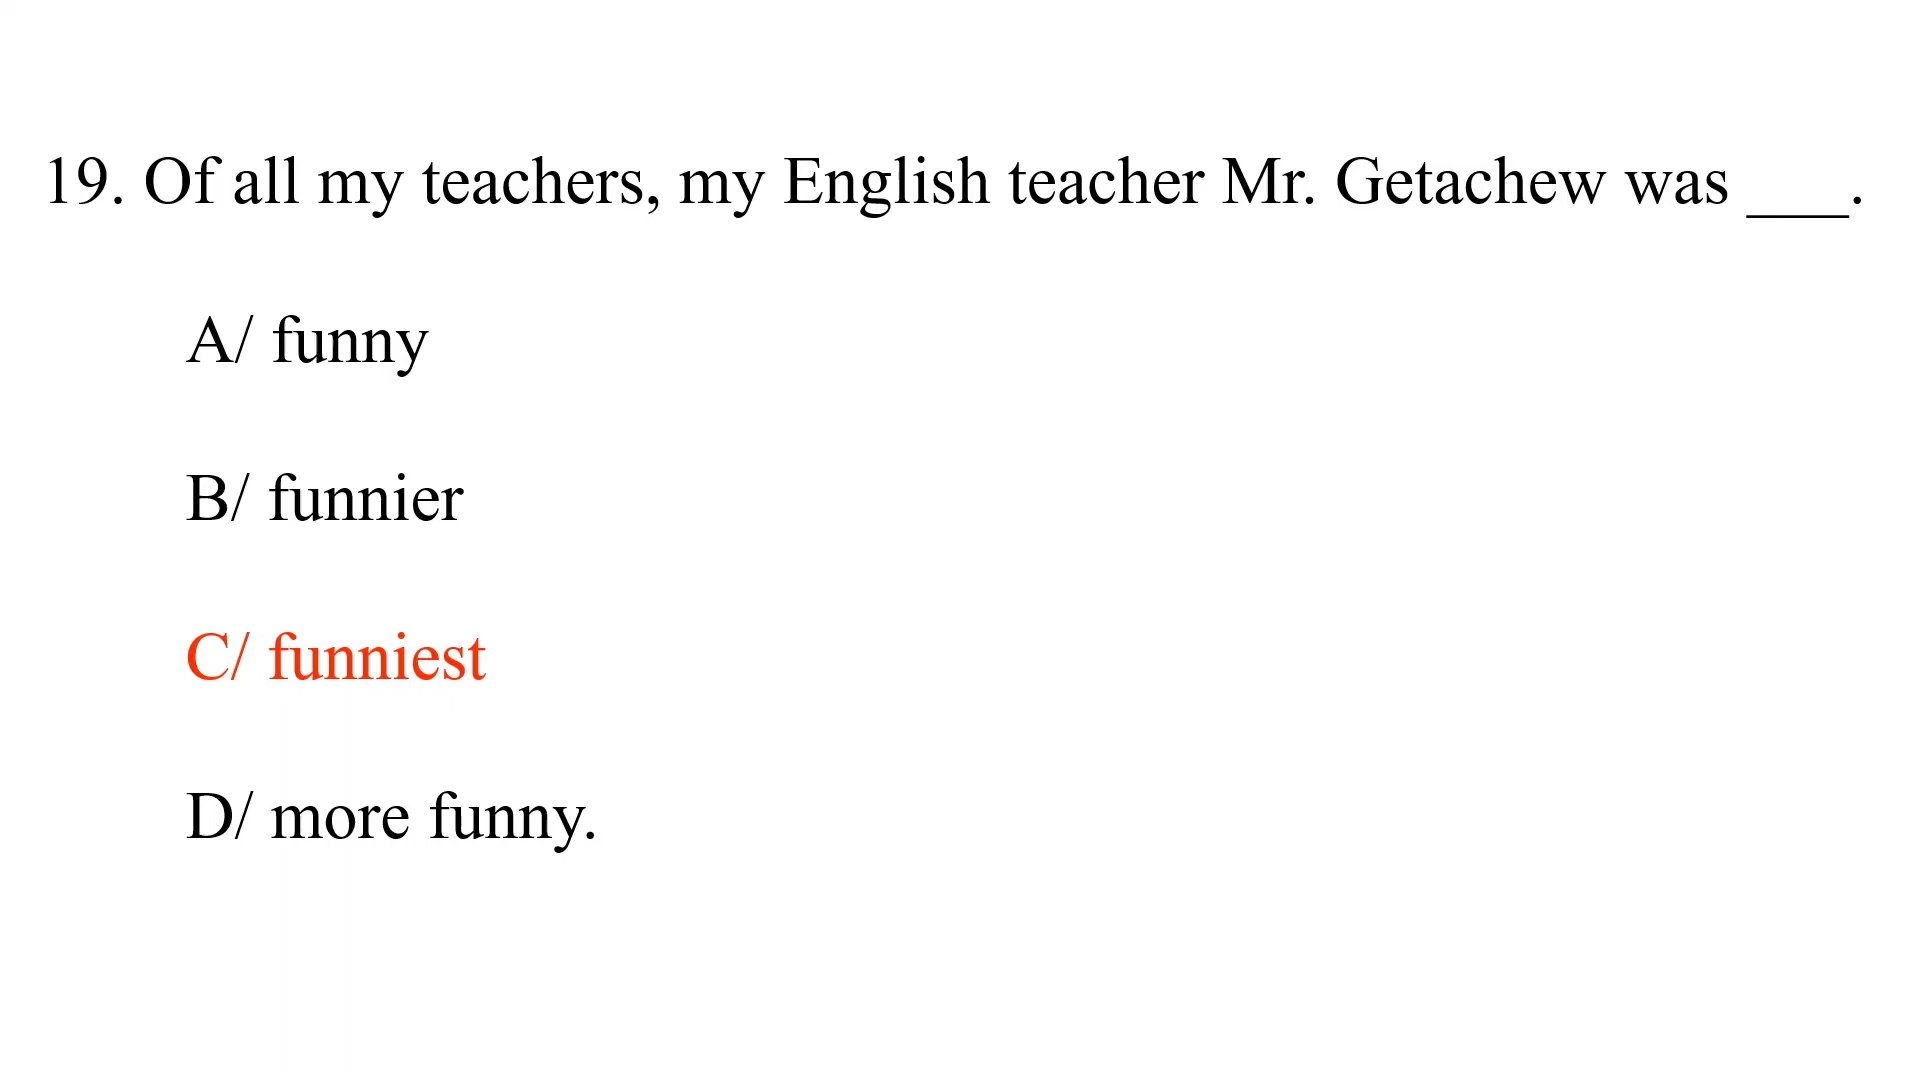 19. Of all my teachers, my English teacher Mr. Getachew was ___.
A/ funny
B/ funnier
C/ funniest
D/ more funny.